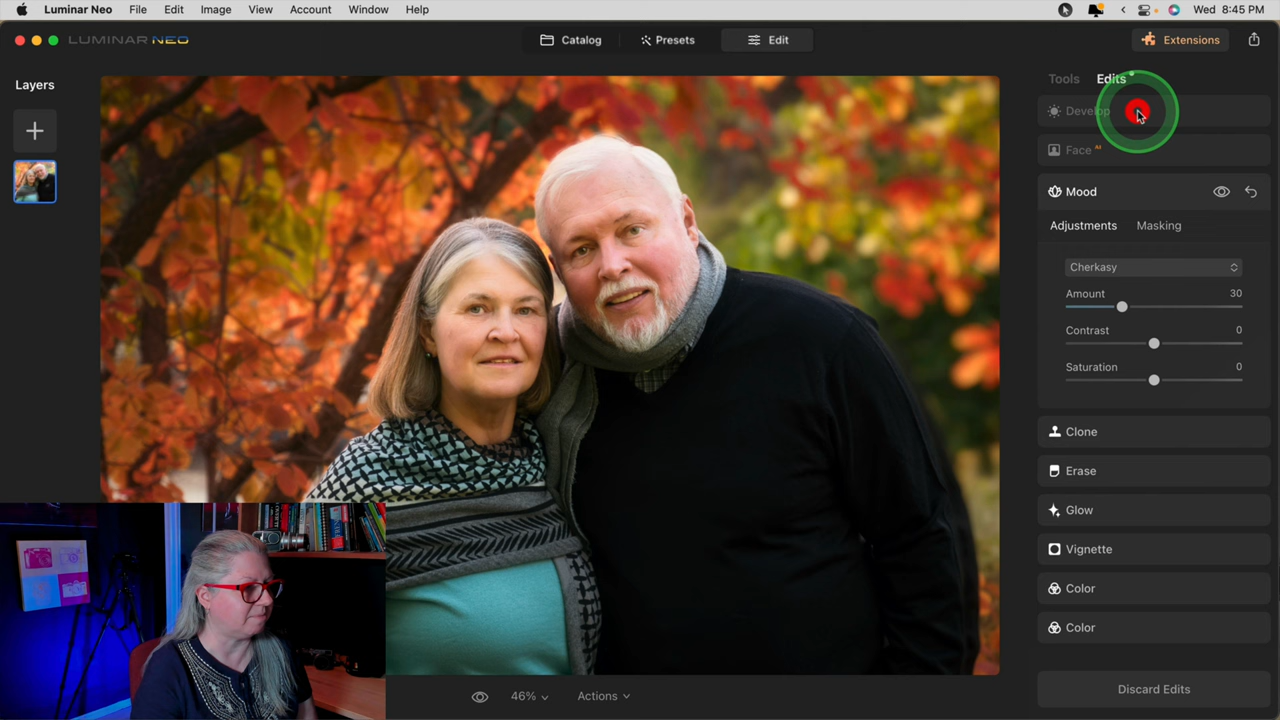 Luminar Neo File Edit Image View Account Window Help Wed 8:45 PM
LUMINAR NEO Catalog Presets Edit Extensions
Layers
Tools Edits
Develop
Face AI
Mood
Adjustments Masking
Cherkasy
Amount 30
Contrast 0
Saturation 0
Clone
Erase
Glow
Vignette
Color
Color
46% Actions
Discard Edits